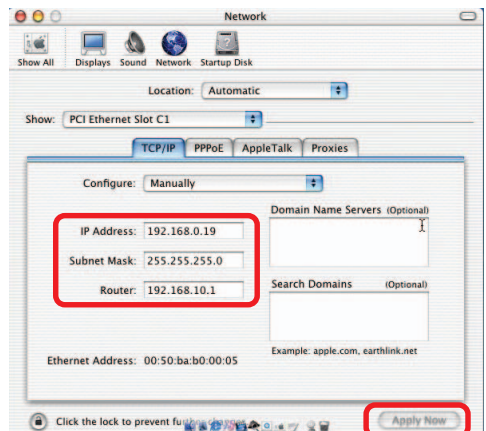 Network
Show All Displays Sound Network Startup Disk
Location: Automatic
Show: PCI Ethernet Slot C1
TCP/IP PPPoE AppleTalk Proxies
Configure: Manually
Domain Name Servers (Optional)
IP Address: 192.168.0.19
Subnet Mask: 255.255.255.0
Router: 192.168.10.1
Search Domains (Optional)
Example: apple.com, earthlink.net
Ethernet Address: 00:50:ba:b0:00:05
Click the lock to prevent further changes.
Apply Now